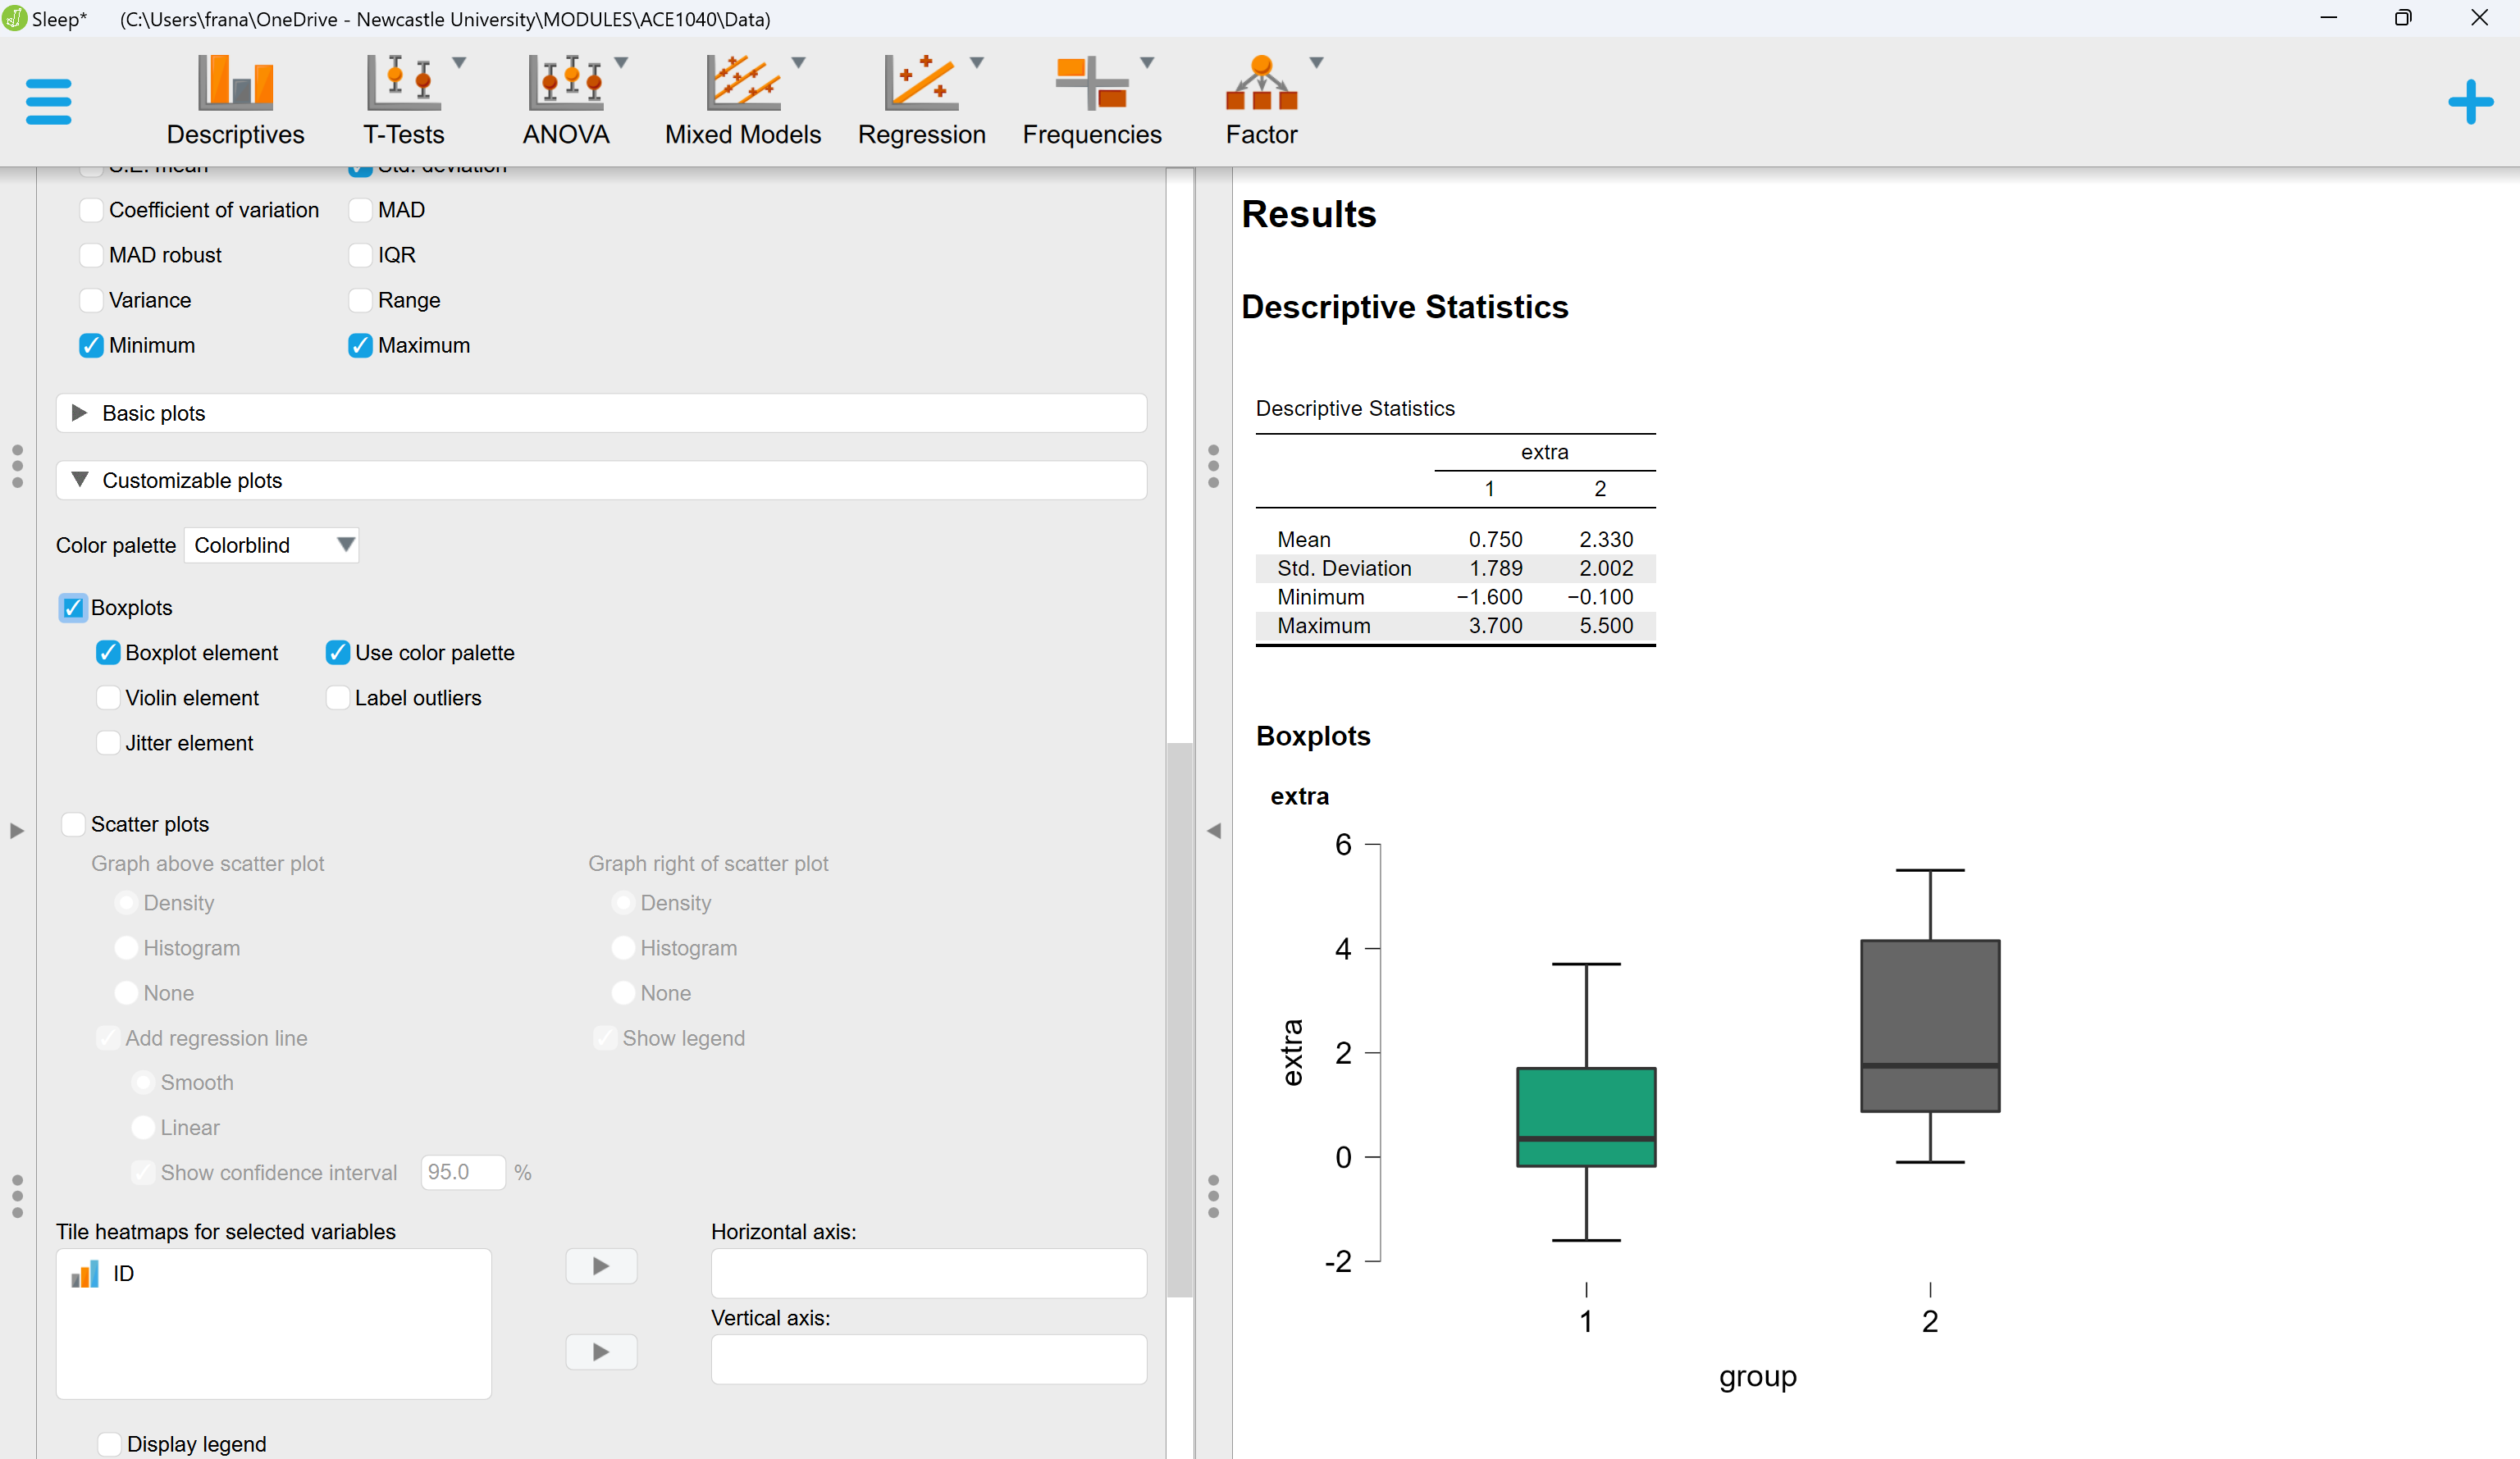 Sleep* (C:\Users\frana\OneDrive - Newcastle University\MODULES\ACE1040\Data)
Descriptives T-Tests ANOVA Mixed Models Regression Frequencies Factor
S.E. mean Std. deviation
Coefficient of variation MAD
MAD robust IQR
Variance Range
Minimum Maximum
Basic plots
Customizable plots
Color palette Colorblind
Boxplots
Boxplot element Use color palette
Violin element Label outliers
Jitter element
Scatter plots
Graph above scatter plot Graph right of scatter plot
Density Density
Histogram Histogram
None None
Add regression line Show legend
Smooth
Linear
Show confidence interval 95.0 %
Tile heatmaps for selected variables Horizontal axis:
ID
Vertical axis:
Display legend
Results
Descriptive Statistics
Descriptive Statistics
extra
1 2
Mean 0.750 2.330
Std. Deviation 1.789 2.002
Minimum −1.600 −0.100
Maximum 3.700 5.500
Boxplots
extra
6
4
2
0
-2
extra
1 2
group